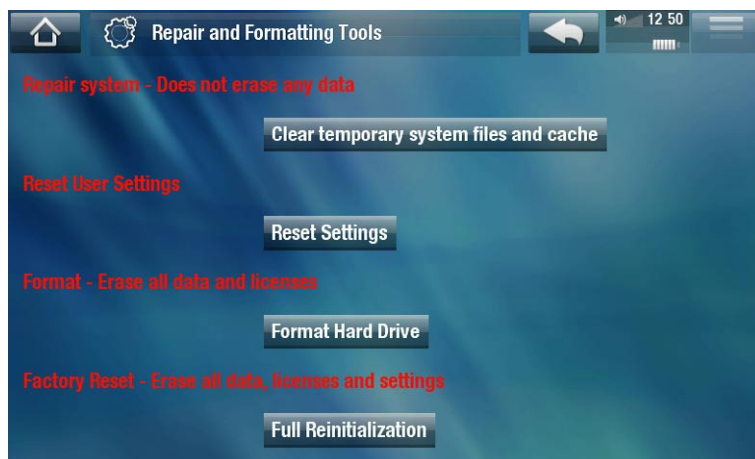 Repair and Formatting Tools
12 50
Repair system - Does not erase any data
Clear temporary system files and cache
Reset User Settings
Reset Settings
Format - Erase all data and licenses
Format Hard Drive
Factory Reset - Erase all data, licenses and settings
Full Reinitialization